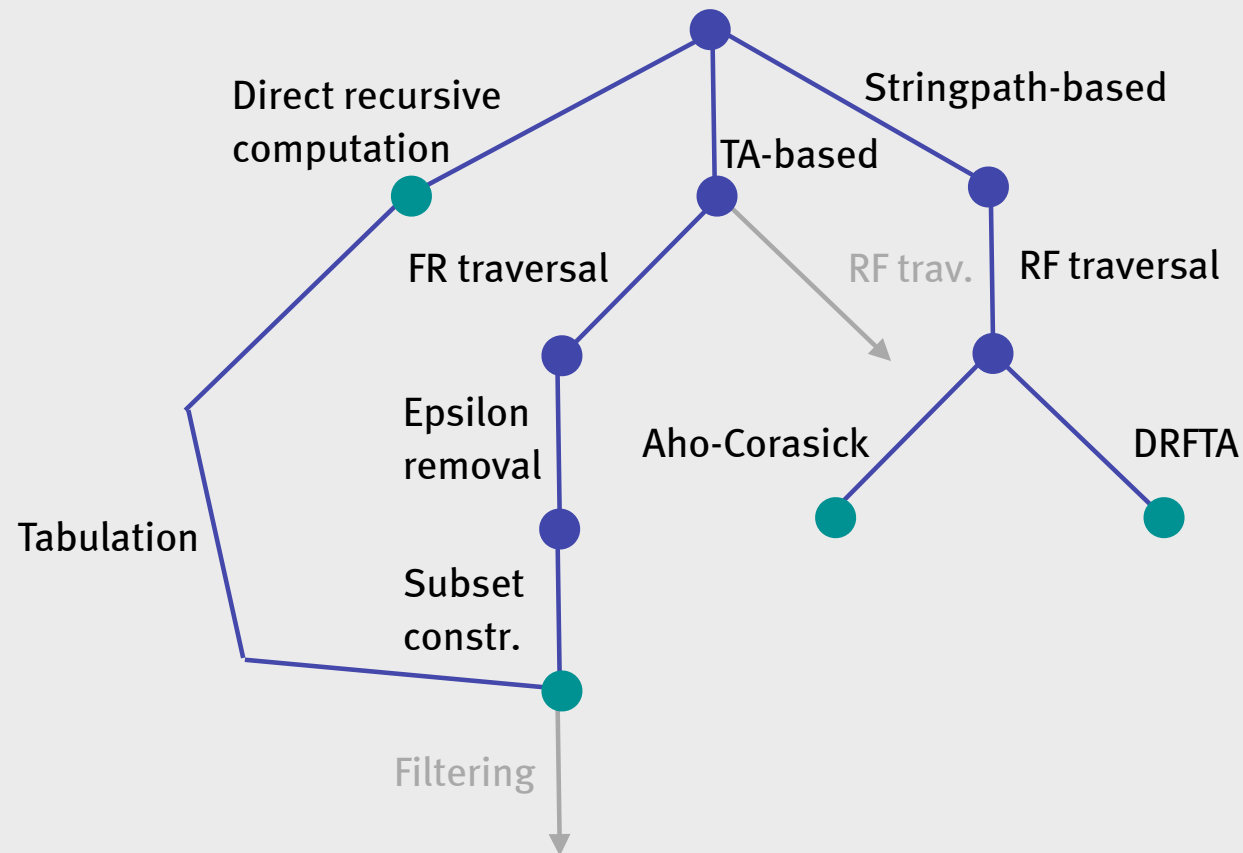 Direct recursive
computation
Stringpath-based
TA-based
FR traversal
RF trav.
RF traversal
Epsilon
removal
Aho-Corasick
DRFTA
Tabulation
Subset
constr.
Filtering